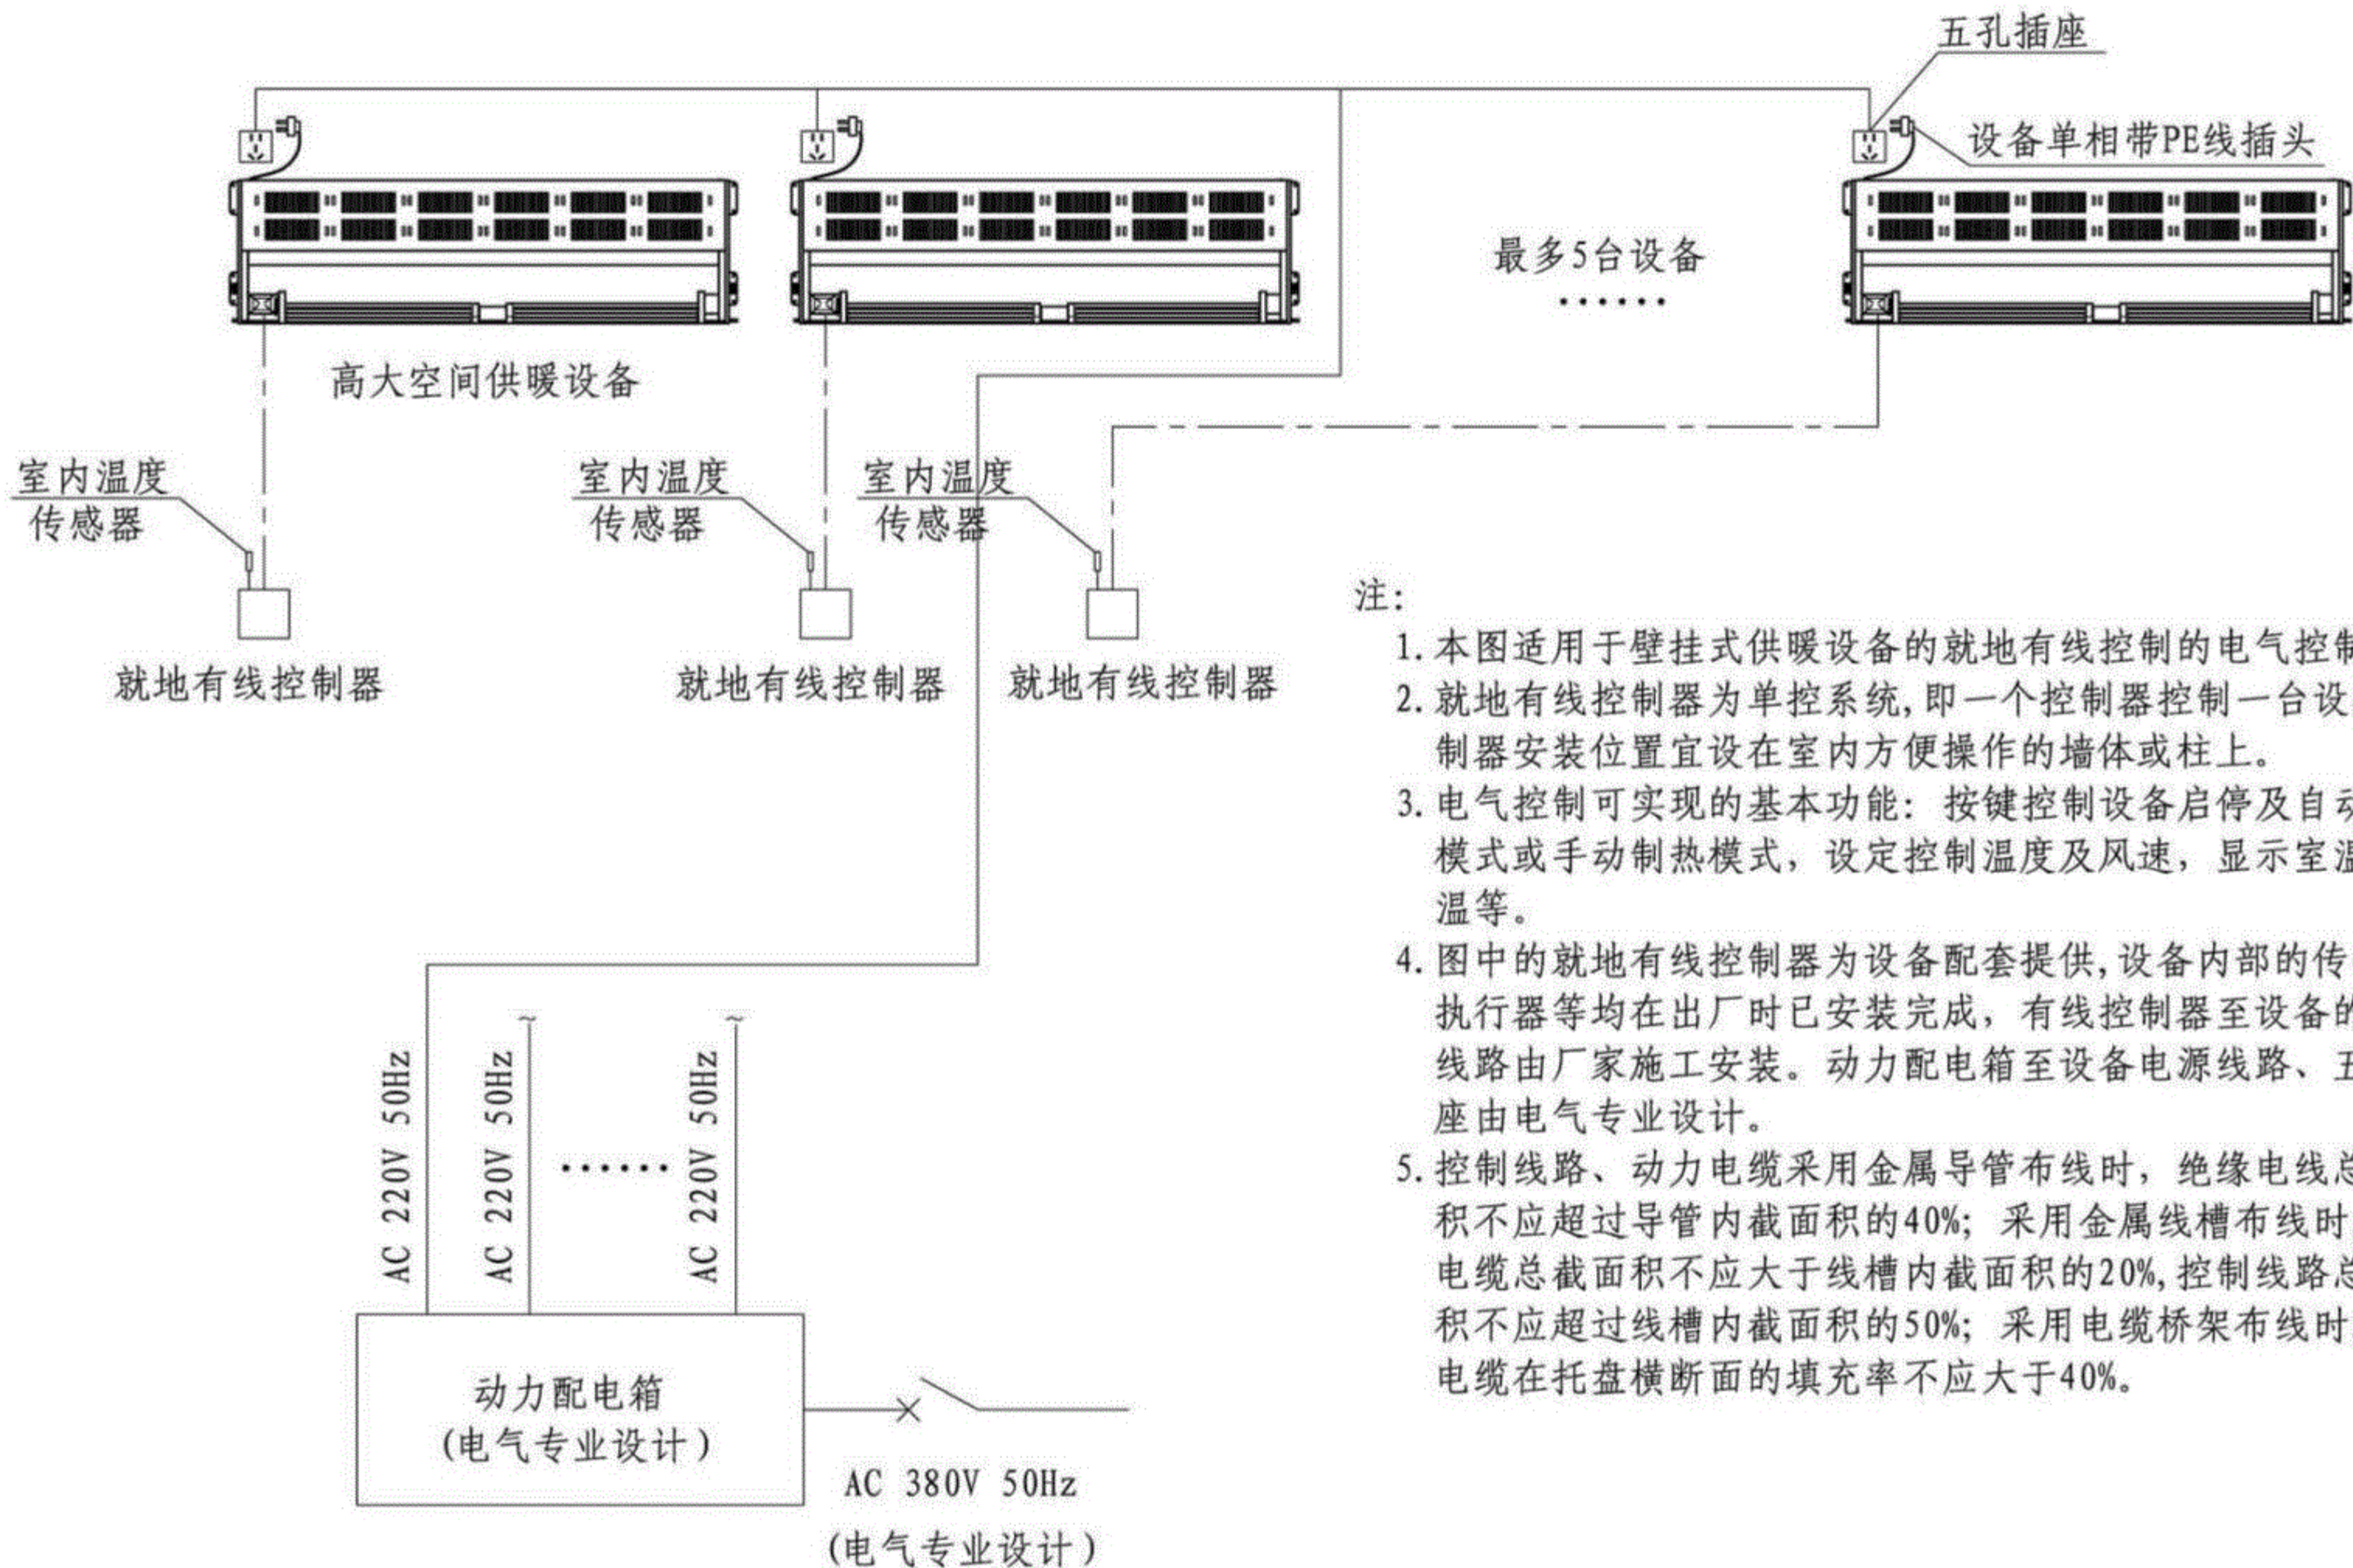 五孔插座
设备单相带PE线插头
最多5台设备
······
高大空间供暖设备
室内温度
传感器
室内温度
传感器
室内温度
传感器
就地有线控制器
就地有线控制器
就地有线控制器
注：
1. 本图适用于壁挂式供暖设备的就地有线控制的电气控制
2. 就地有线控制器为单控系统,即一个控制器控制一台设
制器安装位置宜设在室内方便操作的墙体或柱上。
3. 电气控制可实现的基本功能：按键控制设备启停及自动
模式或手动制热模式，设定控制温度及风速，显示室温
温等。
4. 图中的就地有线控制器为设备配套提供,设备内部的传
执行器等均在出厂时已安装完成，有线控制器至设备的
线路由厂家施工安装。动力配电箱至设备电源线路、五
座由电气专业设计。
5. 控制线路、动力电缆采用金属导管布线时，绝缘电线总
积不应超过导管内截面积的40%；采用金属线槽布线时
电缆总截面积不应大于线槽内截面积的20%,控制线路总
积不应超过线槽内截面积的50%；采用电缆桥架布线时
电缆在托盘横断面的填充率不应大于40%。
~
~
AC 220V 50Hz
AC 220V 50Hz
······
AC 220V 50Hz
动力配电箱
(电气专业设计)
AC 380V 50Hz
(电气专业设计)